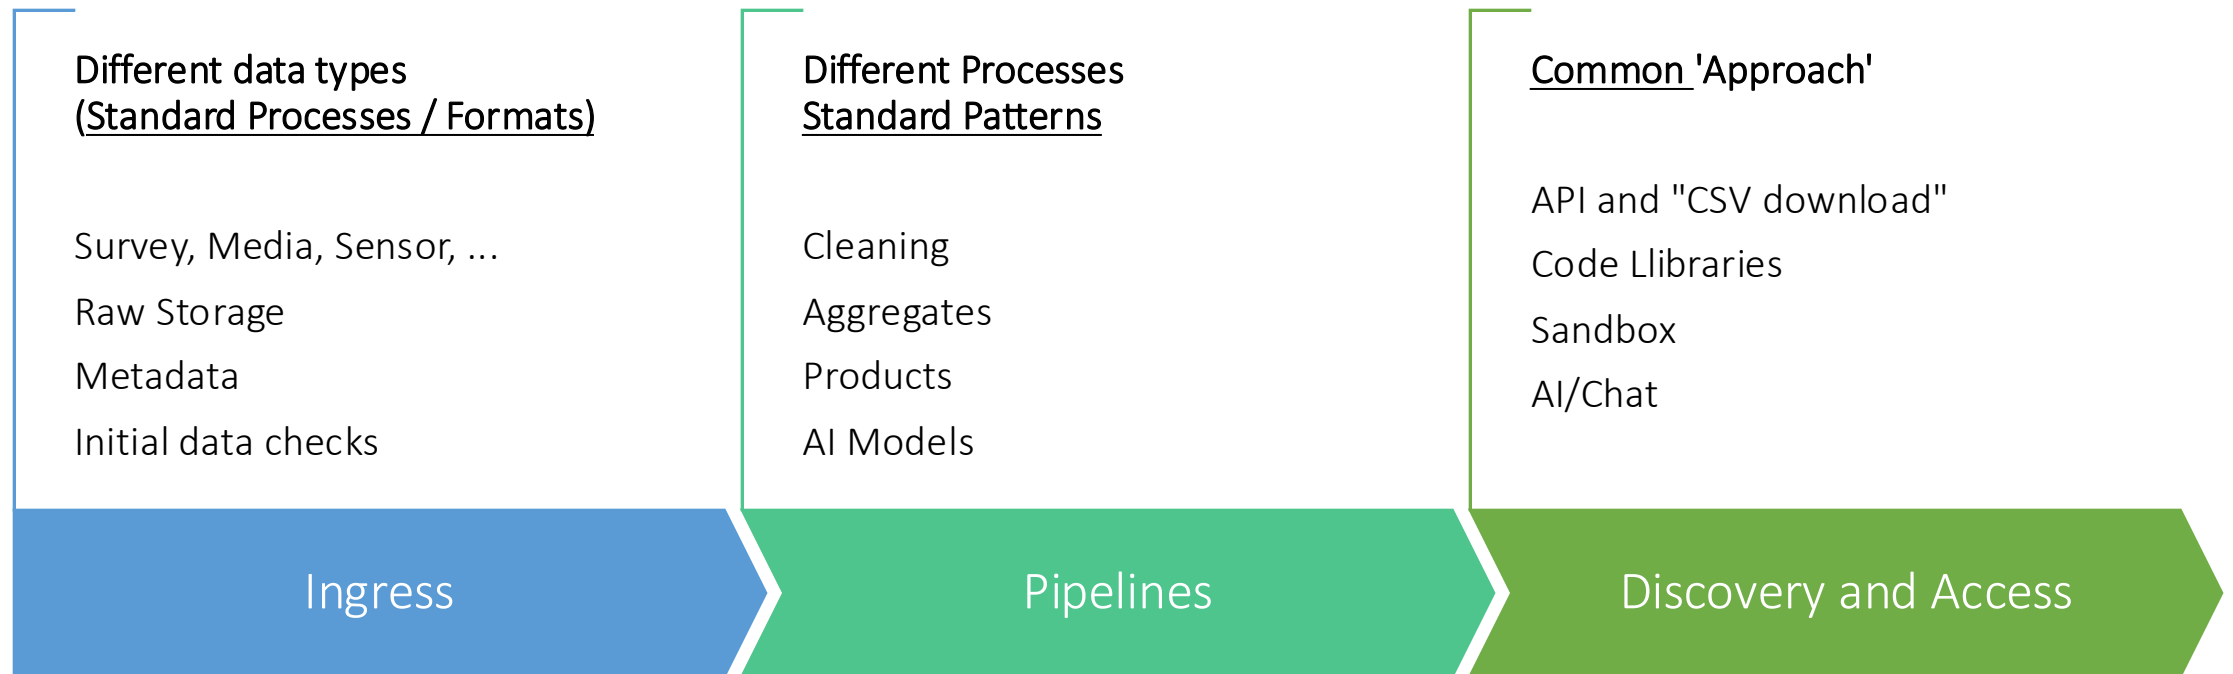 Different data types
(Standard Processes / Formats)
Survey, Media, Sensor, ...
Raw Storage
Metadata
Initial data checks
Ingress
Different Processes
Standard Patterns
Cleaning
Aggregates
Products
AI Models
Pipelines
Common 'Approach'
API and "CSV download"
Code Llibraries
Sandbox
AI/Chat
Discovery and Access